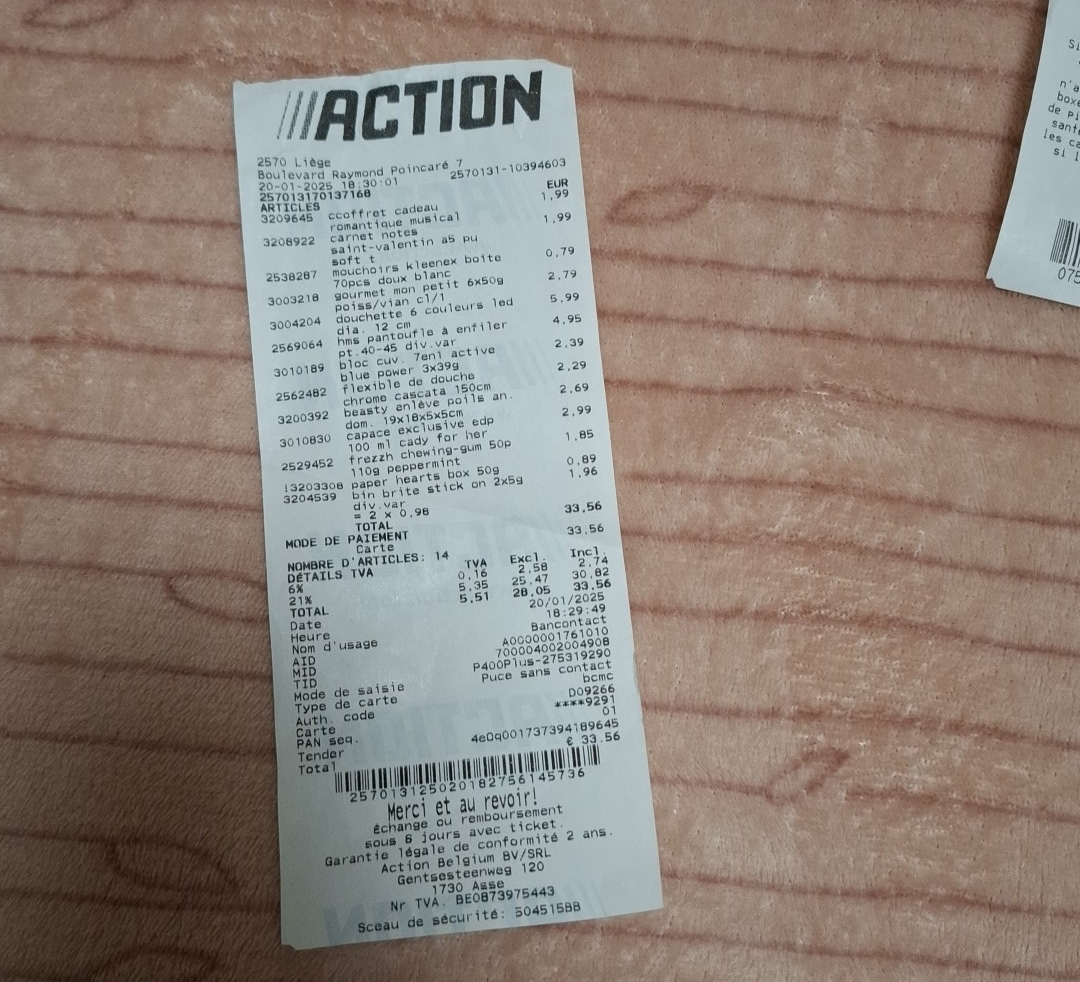 ///ACTION
2570 Liège
Boulevard Raymond Poincaré 7
20-01-2025 18:30:01 2570131-10394603
257013170137168
ARTICLES EUR
3209645 ccoffret cadeau 1,99
romantique musical
3208922 carnet notes 1,99
saint-valentin a5 pu
soft t
2538287 mouchoirs kleenex boite 0,79
70pcs doux blanc
3003218 gourmet mon petit 6x50g 2,79
poiss/vian cl/1
3004204 douchette 6 couleurs led 5,99
dia. 12 cm
2569064 hms pantoufle à enfiler 4,95
pt.40-45 div.var
3010189 bloc cuv. 7en1 active 2,39
blue power 3x39g
2562482 flexible de douche 2,29
chrome cascata 150cm
3200392 beasty enlève poils an. 2,69
dom. 19x18x5x5cm
3010830 capace exclusive edp 2,99
100 ml cady for her
2529452 frezzh chewing-gum 50p 1,85
110g peppermint
13203308 paper hearts box 50g 0,89
3204539 bin brite stick on 2x5g 1,96
div.var
= 2 x 0,98
TOTAL 33,56
MODE DE PAIEMENT
Carte 33,56
NOMBRE D'ARTICLES: 14
DÉTAILS TVA TVA Excl. Incl.
6% 0,16 2,58 2,74
21% 5,35 25,47 30,82
TOTAL 5,51 28,05 33,56
Date 20/01/2025
Heure 18:29:49
Nom d'usage Bancontact
AID A0000001761010
MID 700004002004908
TID P400Plus-275319290
Mode de saisie Puce sans contact
Type de carte bcmc
Auth. code D09266
Carte ****9291
PAN seq. 01
Tender 4e0q001737394189645
Total € 33.56
257013125020182756145736
Merci et au revoir!
échange ou remboursement
sous 6 jours avec ticket.
Garantie légale de conformité 2 ans.
Action Belgium BV/SRL
Gentsesteenweg 120
1730 Asse
Nr TVA. BE0873975443
Sceau de sécurité: 504515BB
n'a
boxe
de pi
sant
les ca
si l
075